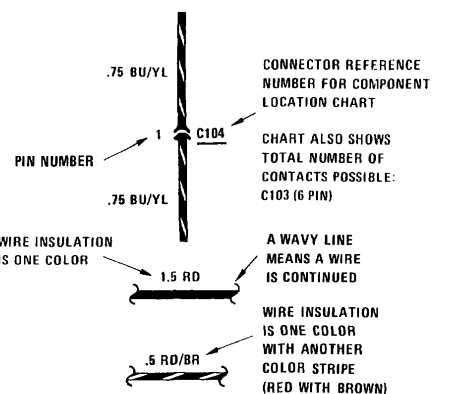 .75 BU/YL
CONNECTOR REFERENCE
NUMBER FOR COMPONENT
LOCATION CHART
1
C104
PIN NUMBER
CHART ALSO SHOWS
TOTAL NUMBER OF
CONTACTS POSSIBLE:
C103 (6 PIN)
.75 BU/YL
WIRE INSULATION
IS ONE COLOR
1.5 RD
A WAVY LINE
MEANS A WIRE
IS CONTINUED
.5 RD/BR
WIRE INSULATION
IS ONE COLOR
WITH ANOTHER
COLOR STRIPE
(RED WITH BROWN)